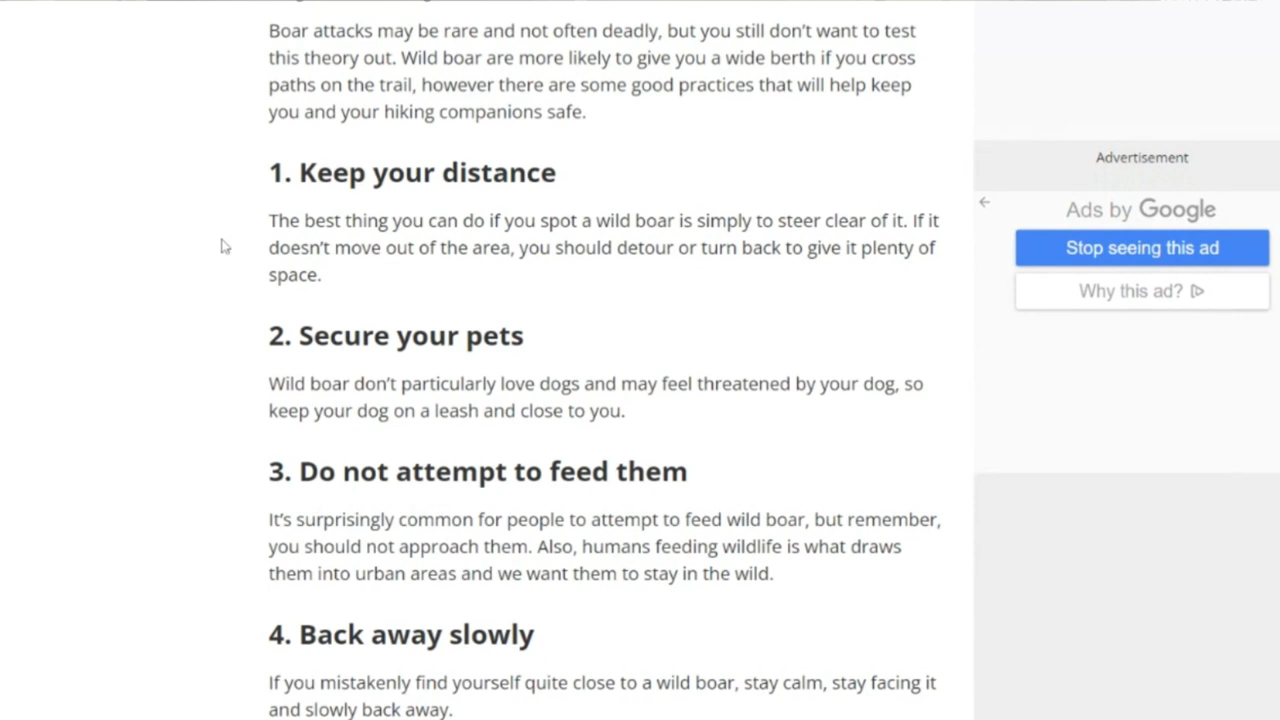 Boar attacks may be rare and not often deadly, but you still don't want to test
this theory out. Wild boar are more likely to give you a wide berth if you cross
paths on the trail, however there are some good practices that will help keep
you and your hiking companions safe.
1. Keep your distance
The best thing you can do if you spot a wild boar is simply to steer clear of it. If it
doesn't move out of the area, you should detour or turn back to give it plenty of
space.
2. Secure your pets
Wild boar don't particularly love dogs and may feel threatened by your dog, so
keep your dog on a leash and close to you.
3. Do not attempt to feed them
It's surprisingly common for people to attempt to feed wild boar, but remember,
you should not approach them. Also, humans feeding wildlife is what draws
them into urban areas and we want them to stay in the wild.
4. Back away slowly
If you mistakenly find yourself quite close to a wild boar, stay calm, stay facing it
and slowly back away.
Advertisement
Ads by Google
Stop seeing this ad
Why this ad?